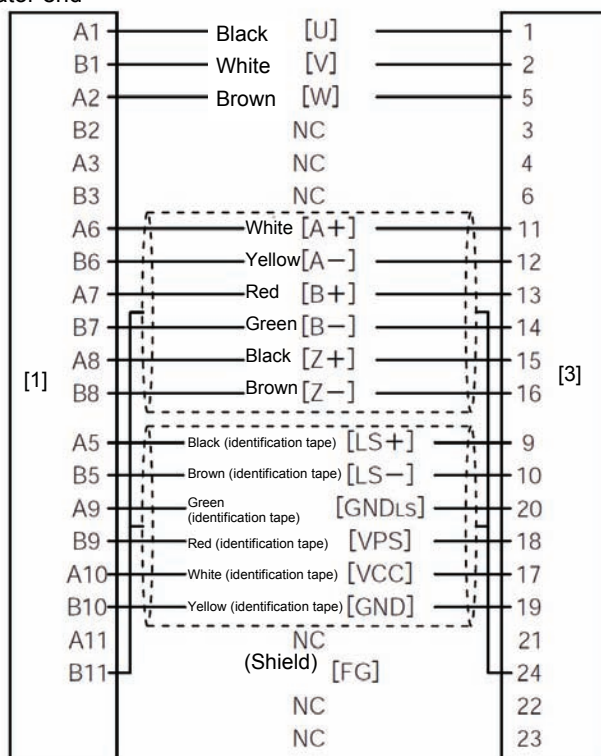 A1 Black [U] 1
B1 White [V] 2
A2 Brown [W] 5
B2 NC 3
A3 NC 4
B3 NC 6
A6 White [A+] 11
B6 Yellow [A−] 12
A7 Red [B+] 13
B7 Green [B−] 14
A8 Black [Z+] 15
[1] [3]
B8 Brown [Z−] 16
A5 Black (identification tape) [LS+] 9
B5 Brown (identification tape) [LS−] 10
A9 Green (identification tape) [GNDLS] 20
B9 Red (identification tape) [VPS] 18
A10 White (identification tape) [VCC] 17
B10 Yellow (identification tape) [GND] 19
A11 NC 21
B11 (Shield) [FG] 24
NC 22
NC 23